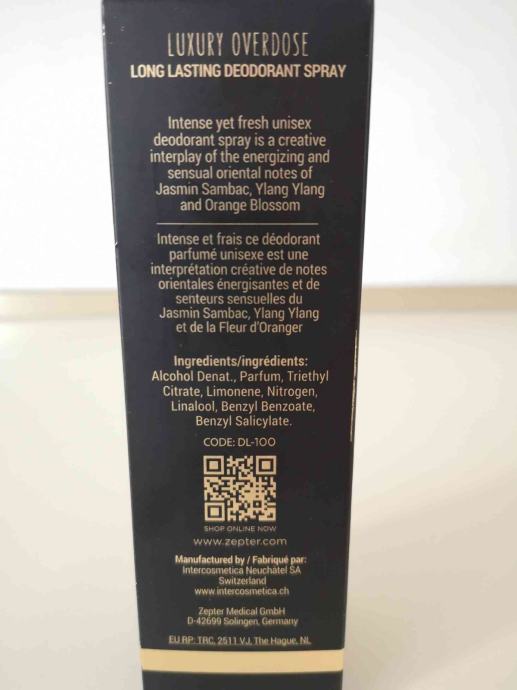 LUXURY OVERDOSE
LONG LASTING DEODORANT SPRAY
Intense yet fresh unisex
deodorant spray is a creative
interplay of the energizing and
sensual oriental notes of
Jasmin Sambac, Ylang Ylang
and Orange Blossom
Intense et frais ce déodorant
parfumé unisexe est une
interprétation créative de notes
orientales énergisantes et de
senteurs sensuelles du
Jasmin Sambac, Ylang Ylang
et de la Fleur d'Oranger
Ingredients/ingrédients:
Alcohol Denat., Parfum, Triethyl
Citrate, Limonene, Nitrogen,
Linalool, Benzyl Benzoate,
Benzyl Salicylate.
CODE: DL-100
SHOP ONLINE NOW
www.zepter.com
Manufactured by / Fabriqué par:
Intercosmetica Neuchâtel SA
Switzerland
www.intercosmetica.ch
Zepter Medical GmbH
D-42699 Solingen, Germany
EU RP: TRC, 2511 VJ, The Hague, NL